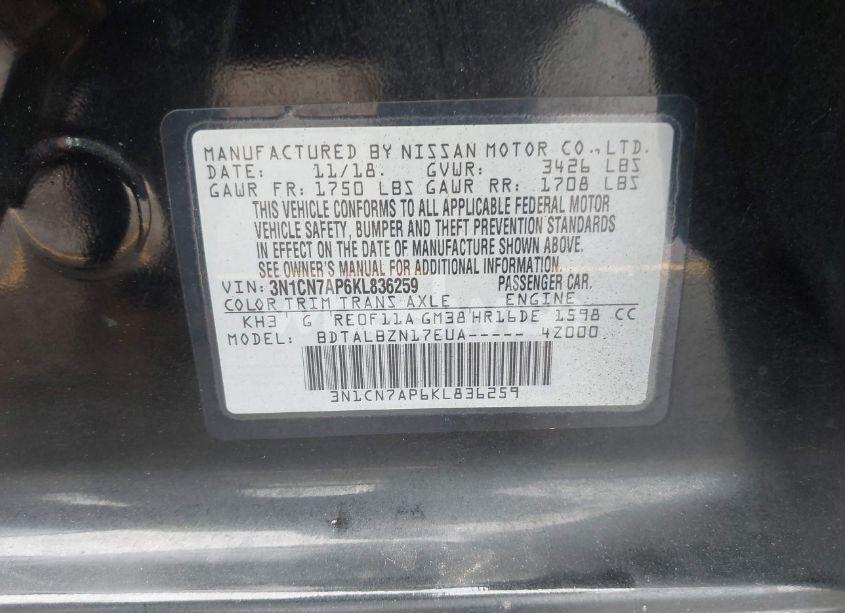 MANUFACTURED BY NISSAN MOTOR CO.,LTD.
DATE: 11/18. GVWR: 3426 LBS
GAWR FR: 1750 LBS GAWR RR: 1708 LBS
THIS VEHICLE CONFORMS TO ALL APPLICABLE FEDERAL MOTOR
VEHICLE SAFETY, BUMPER AND THEFT PREVENTION STANDARDS
IN EFFECT ON THE DATE OF MANUFACTURE SHOWN ABOVE.
SEE OWNER'S MANUAL FOR ADDITIONAL INFORMATION.
VIN: 3N1CN7AP6KL836259 PASSENGER CAR.
COLOR TRIM TRANS AXLE ENGINE
KH3 G RE0F11A GM38 HR16DE 1598 CC
MODEL: BDTALBZN17EUA----- 4Z000
3N1CN7AP6KL836259